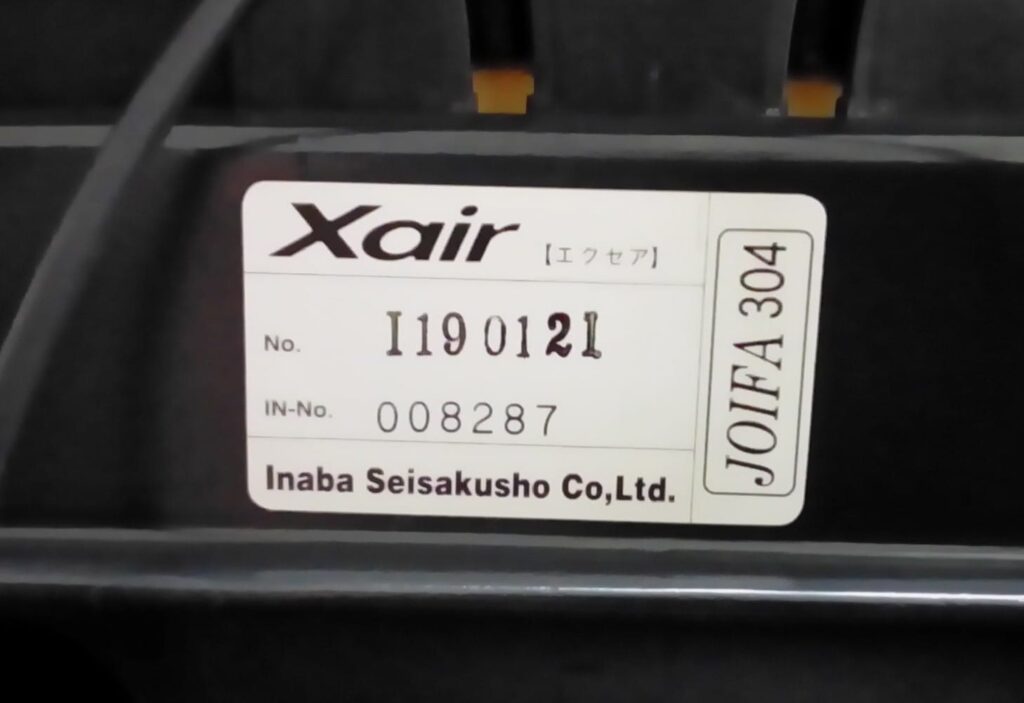 Xair 【エクセア】
No. I190121
IN-No. 008287
Inaba Seisakusho Co,Ltd.
JOIFA 304